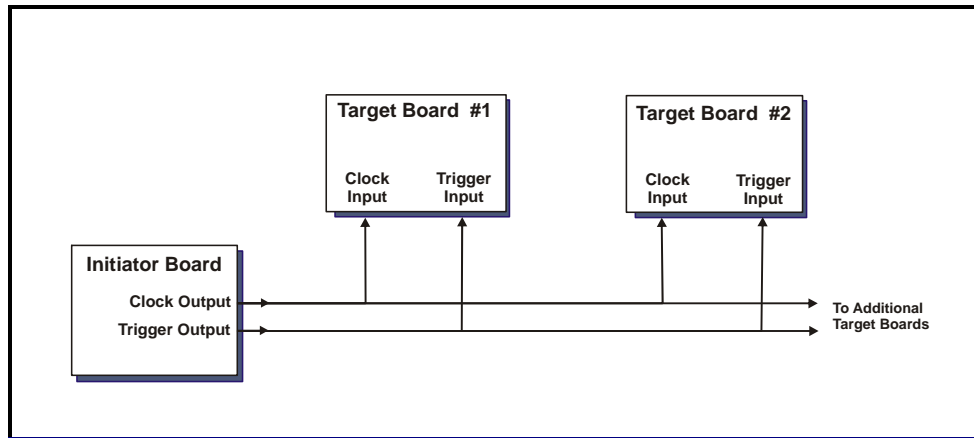 Target Board #1
Clock
Input
Trigger
Input
Target Board #2
Clock
Input
Trigger
Input
Initiator Board
Clock Output
Trigger Output
To Additional
Target Boards